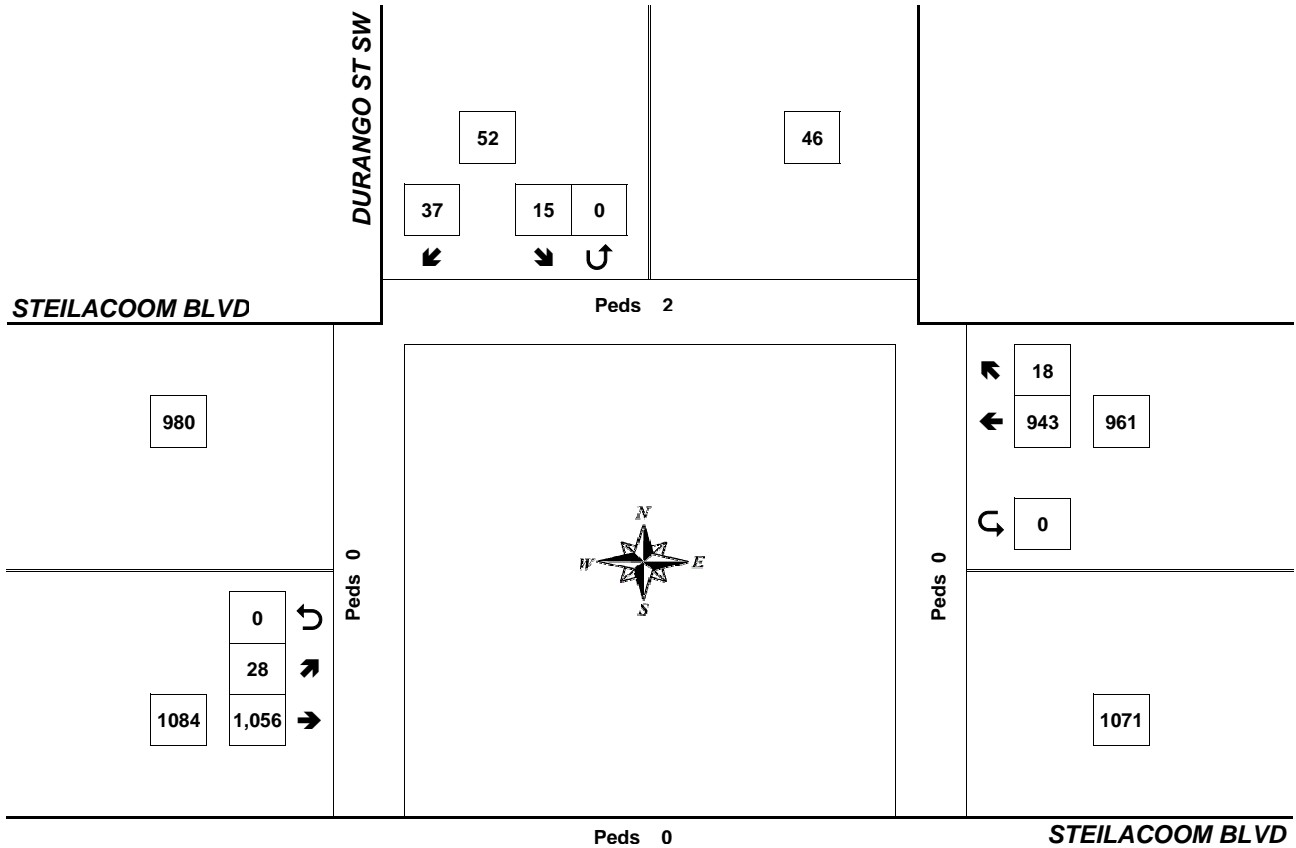 DURANGO ST SW
52
46
37 15 0
STEILACOOM BLVD
Peds 2
18
980
943 961
N
0
W E
S
Peds 0
Peds 0
0
28
1084 1,056
1071
Peds 0
STEILACOOM BLVD